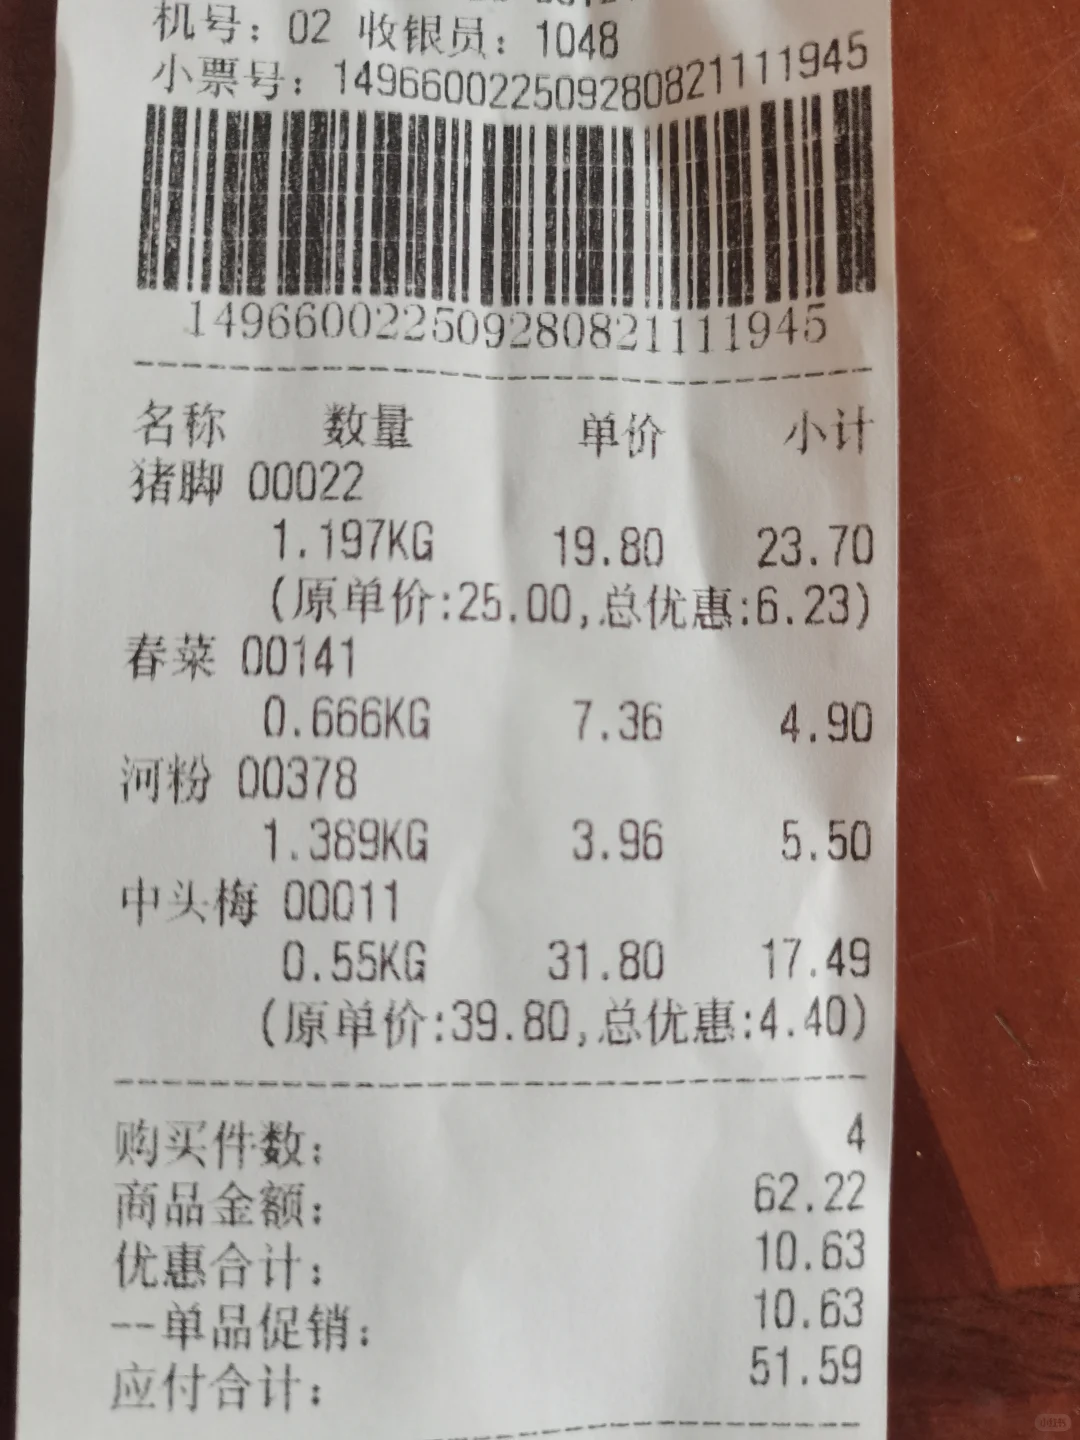 机号：02 收银员：1048
小票号：149660022509280821111945
149660022509280821111945
名称 数量 单价 小计
猪脚 00022
1.197KG 19.80 23.70
(原单价:25.00,总优惠:6.23)
春菜 00141
0.666KG 7.36 4.90
河粉 00378
1.389KG 3.96 5.50
中头梅 00011
0.55KG 31.80 17.49
(原单价:39.80,总优惠:4.40)
购买件数： 4
商品金额： 62.22
优惠合计： 10.63
--单品促销： 10.63
应付合计： 51.59
小红书